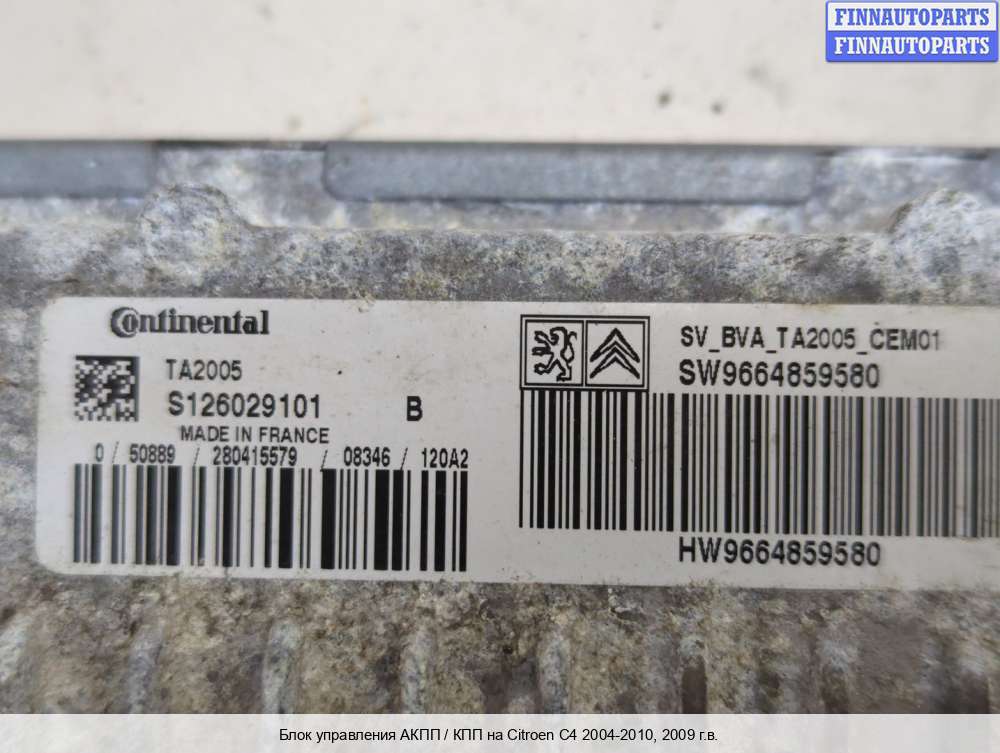 FINNAUTOPARTS
FINNAUTOPARTS
Continental
TA2005
S126029101 B
MADE IN FRANCE
0 / 50889 / 280415579 / 08346 / 120A2
SV_BVA_TA2005_CEM01
SW9664859580
HW9664859580
Блок управления АКПП / КПП на Citroen C4 2004-2010, 2009 г.в.